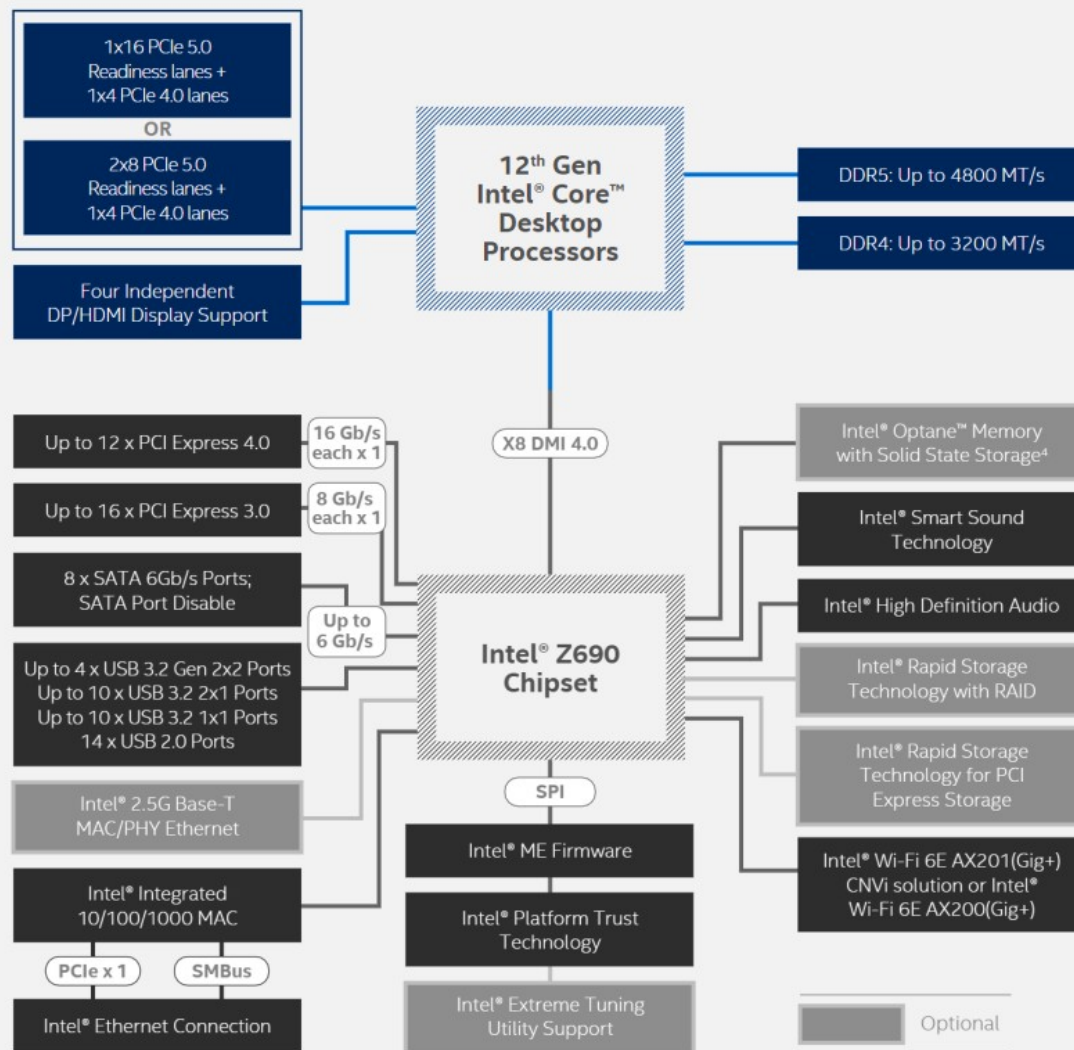 1x16 PCIe 5.0
Readiness lanes +
1x4 PCIe 4.0 lanes
OR
2x8 PCIe 5.0
Readiness lanes +
1x4 PCIe 4.0 lanes
Four Independent
DP/HDMI Display Support
12th Gen
Intel® Core™
Desktop
Processors
DDR5: Up to 4800 MT/s
DDR4: Up to 3200 MT/s
X8 DMI 4.0
Up to 12 x PCI Express 4.0
16 Gb/s
each x 1
Up to 16 x PCI Express 3.0
8 Gb/s
each x 1
8 x SATA 6Gb/s Ports;
SATA Port Disable
Up to
6 Gb/s
Up to 4 x USB 3.2 Gen 2x2 Ports
Up to 10 x USB 3.2 2x1 Ports
Up to 10 x USB 3.2 1x1 Ports
14 x USB 2.0 Ports
Intel® 2.5G Base-T
MAC/PHY Ethernet
Intel® Integrated
10/100/1000 MAC
PCIe x 1
SMBus
Intel® Ethernet Connection
Intel® Z690
Chipset
SPI
Intel® ME Firmware
Intel® Platform Trust
Technology
Intel® Extreme Tuning
Utility Support
Intel® Optane™ Memory
with Solid State Storage⁴
Intel® Smart Sound
Technology
Intel® High Definition Audio
Intel® Rapid Storage
Technology with RAID
Intel® Rapid Storage
Technology for PCI
Express Storage
Intel® Wi-Fi 6E AX201(Gig+)
CNVi solution or Intel®
Wi-Fi 6E AX200(Gig+)
Optional